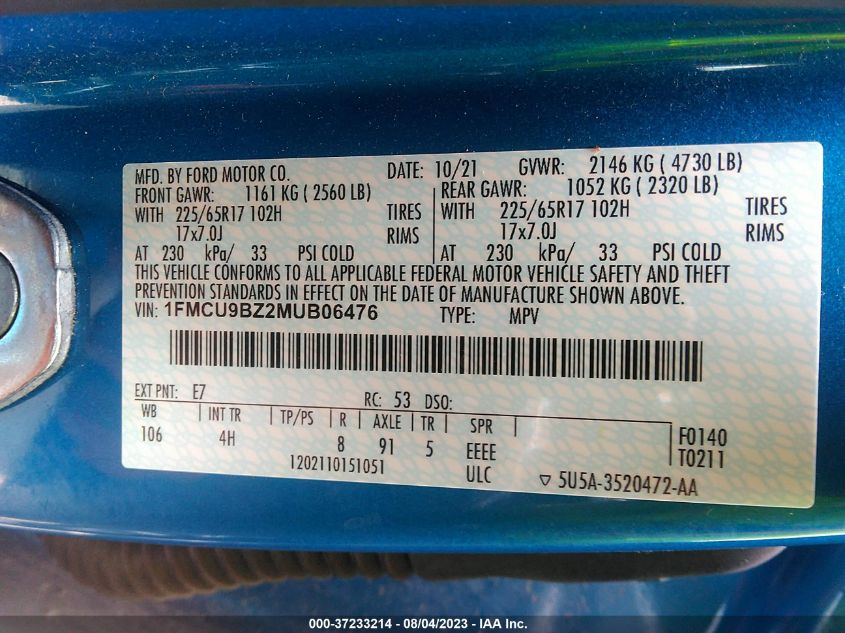 MFD. BY FORD MOTOR CO. DATE: 10/21 GVWR: 2146 KG ( 4730 LB)
FRONT GAWR: 1161 KG ( 2560 LB) REAR GAWR: 1052 KG ( 2320 LB)
WITH 225/65R17 102H TIRES WITH 225/65R17 102H TIRES
17x7.0J RIMS 17x7.0J RIMS
AT 230 kPa/ 33 PSI COLD AT 230 kPa/ 33 PSI COLD
THIS VEHICLE CONFORMS TO ALL APPLICABLE FEDERAL MOTOR VEHICLE SAFETY AND THEFT
PREVENTION STANDARDS IN EFFECT ON THE DATE OF MANUFACTURE SHOWN ABOVE.
VIN: 1FMCU9BZ2MUB06476 TYPE: MPV
EXT PNT: E7 RC: 53 DSO:
WB INT TR TP/PS R AXLE TR SPR
106 4H 8 91 5 EEEE F0140
1202110151051 ULC T0211
5U5A-3520472-AA
000-37233214 - 08/04/2023 - IAA Inc.